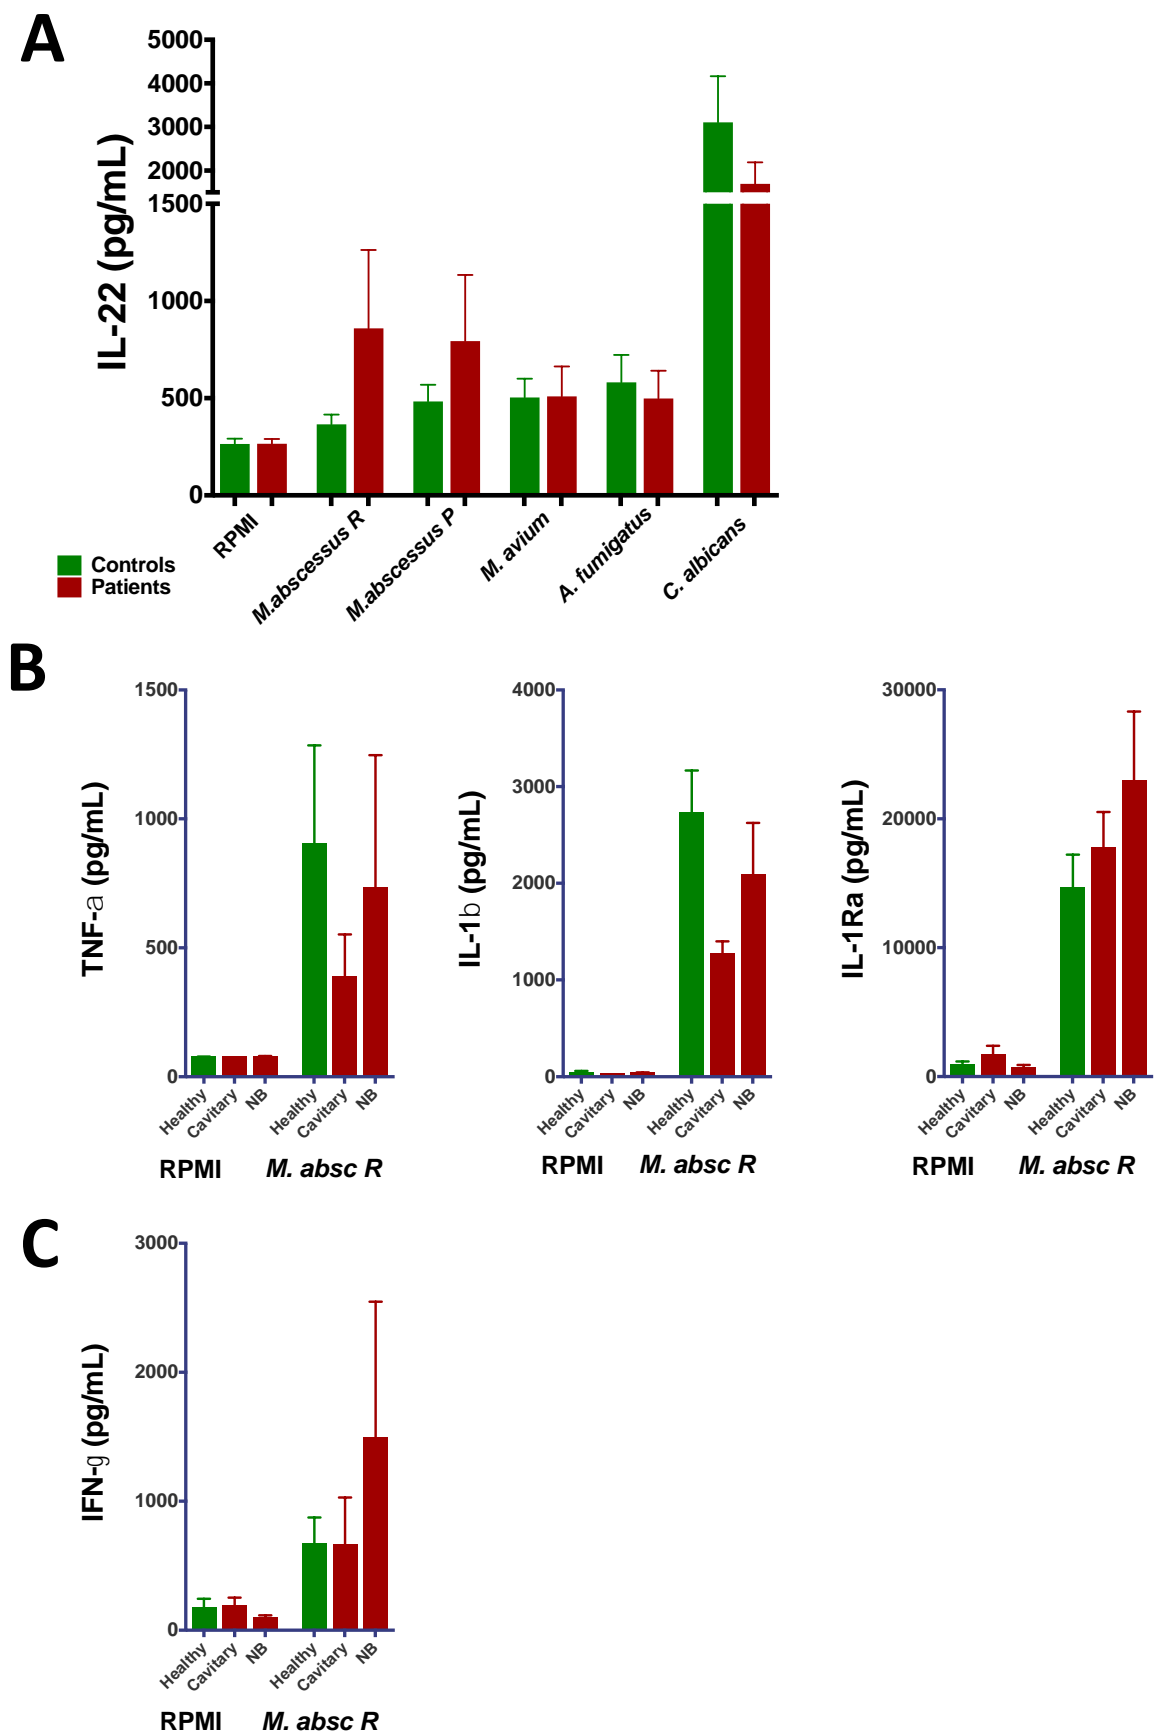 A
IL-22 (pg/mL)
5000
4000
3000
2000
1500
1000
500
0
RPMI
M.abscessus R
M.abscessus P
M. avium
A. fumigatus
C. albicans
Controls
Patients
B
TNF-a (pg/mL)
1500
1000
500
0
Healthy
Cavitary
NB
Healthy
Cavitary
NB
RPMI
M. absc R
IL-1b (pg/mL)
4000
3000
2000
1000
0
Healthy
Cavitary
NB
Healthy
Cavitary
NB
RPMI
M. absc R
IL-1Ra (pg/mL)
30000
20000
10000
0
Healthy
Cavitary
NB
Healthy
Cavitary
NB
RPMI
M. absc R
C
IFN-g (pg/mL)
3000
2000
1000
0
Healthy
Cavitary
NB
Healthy
Cavitary
NB
RPMI
M. absc R